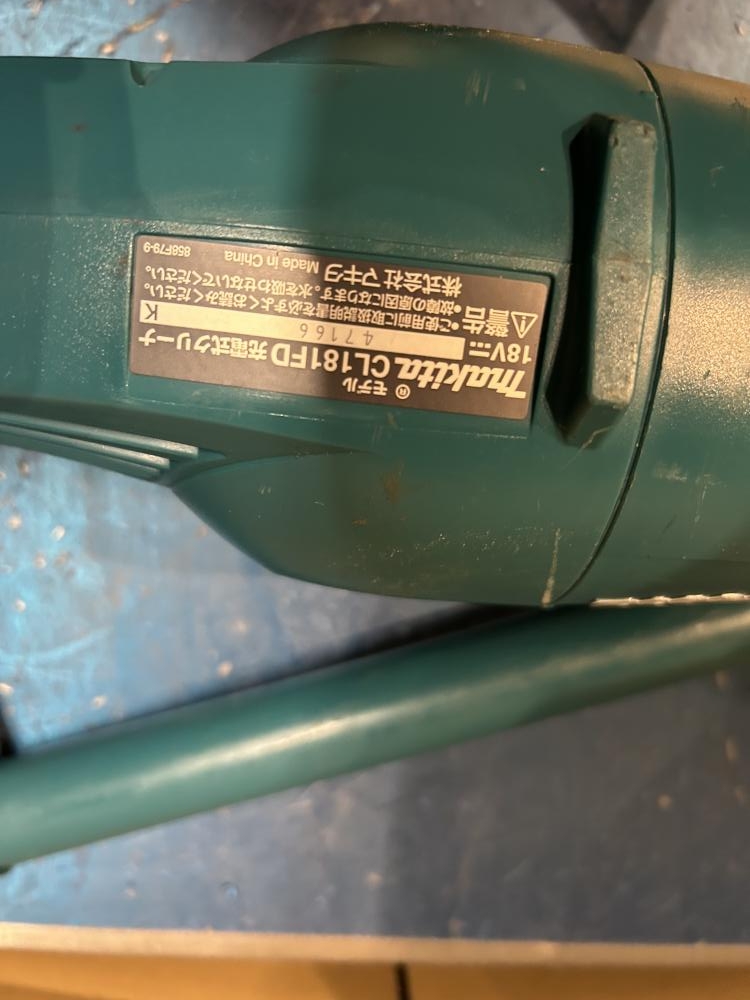 モデル
makita® CL181FD 充電式クリーナ
18V⎓ 47166 K
⚠警告
•ご使用前に取扱説明書を必ずよくお読みください。
•故障の原因になります。水を吸わせないでください。
株式会社マキタ Made in China 858F79-9